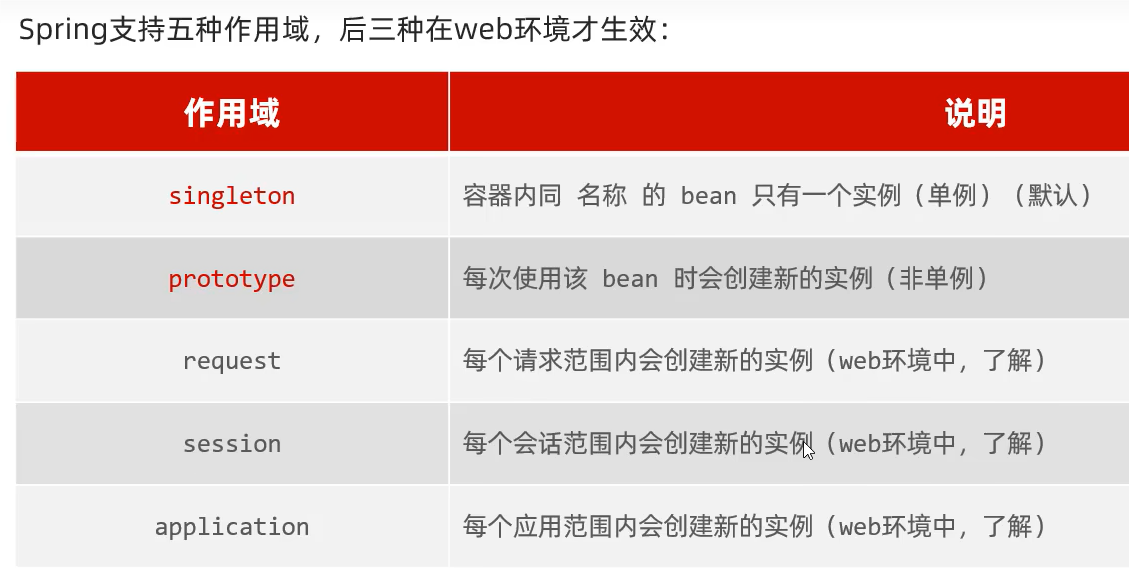 Spring支持五种作用域，后三种在web环境才生效：
作用域 说明
singleton 容器内同 名称 的 bean 只有一个实例（单例）（默认）
prototype 每次使用该 bean 时会创建新的实例（非单例）
request 每个请求范围内会创建新的实例（web环境中，了解）
session 每个会话范围内会创建新的实例（web环境中，了解）
application 每个应用范围内会创建新的实例（web环境中，了解）